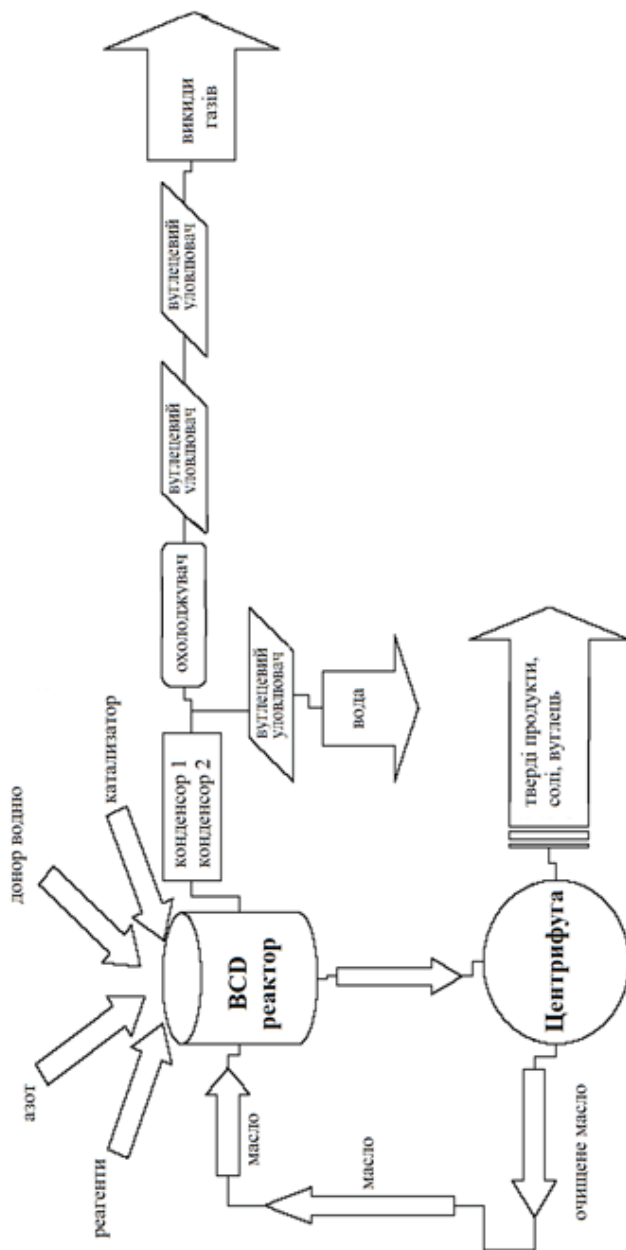 реагенти
азот
донор водню
катализатор
масло
BCD
реактор
конденсор 1
конденсор 2
охолоджувач
вуглецевий
уловлювач
вуглецевий
уловлювач
викиди
газів
вуглецевий
уловлювач
вода
масло
очищене масло
Центрифуга
тверді продукти,
солі, вуглець